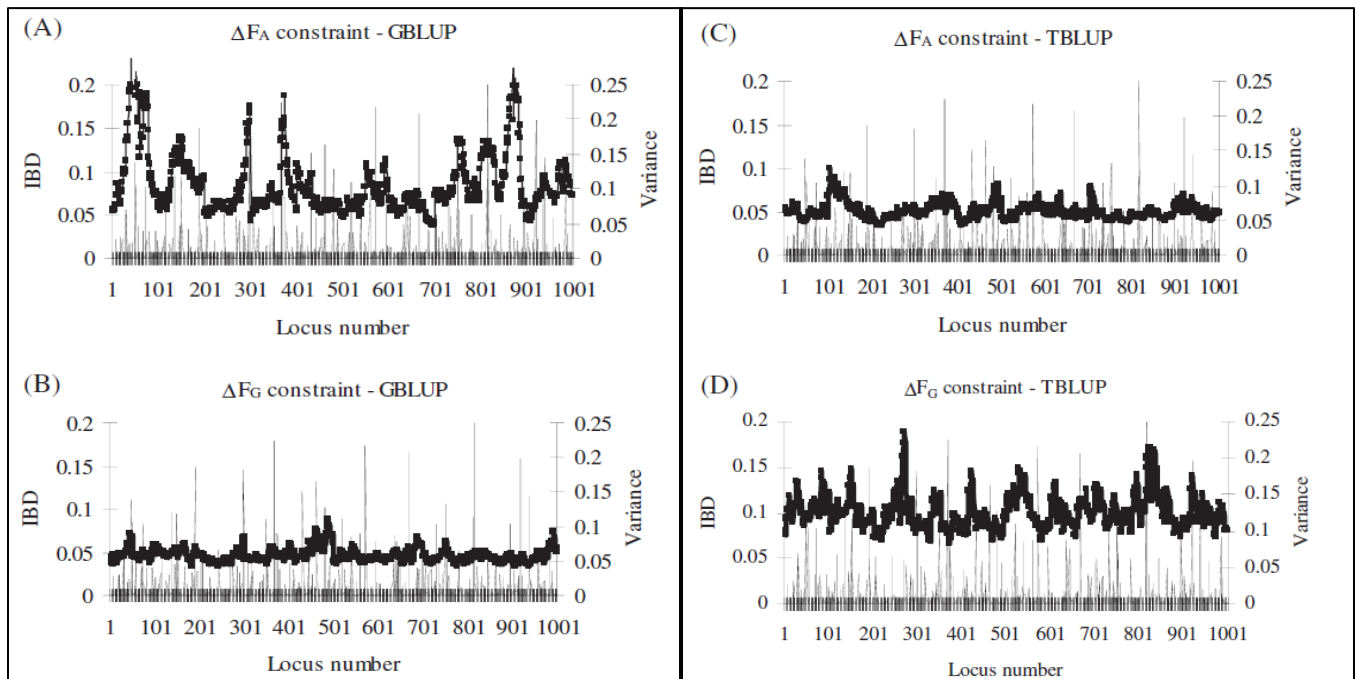 (A)
ΔFA constraint - GBLUP
0.2
0.15
0.1
0.05
0
IBD
0.25
0.2
0.15
0.1
0.05
0
Variance
1 101 201 301 401 501 601 701 801 901 1001
Locus number
(B)
ΔFG constraint - GBLUP
0.2
0.15
0.1
0.05
0
IBD
0.25
0.2
0.15
0.1
0.05
0
Variance
1 101 201 301 401 501 601 701 801 901 1001
Locus number
(C)
ΔFA constraint - TBLUP
0.2
0.15
0.1
0.05
0
IBD
0.25
0.2
0.15
0.1
0.05
0
Variance
1 101 201 301 401 501 601 701 801 901 1001
Locus number
(D)
ΔFG constraint - TBLUP
0.2
0.15
0.1
0.05
0
IBD
0.25
0.2
0.15
0.1
0.05
0
Variance
1 101 201 301 401 501 601 701 801 901 1001
Locus number